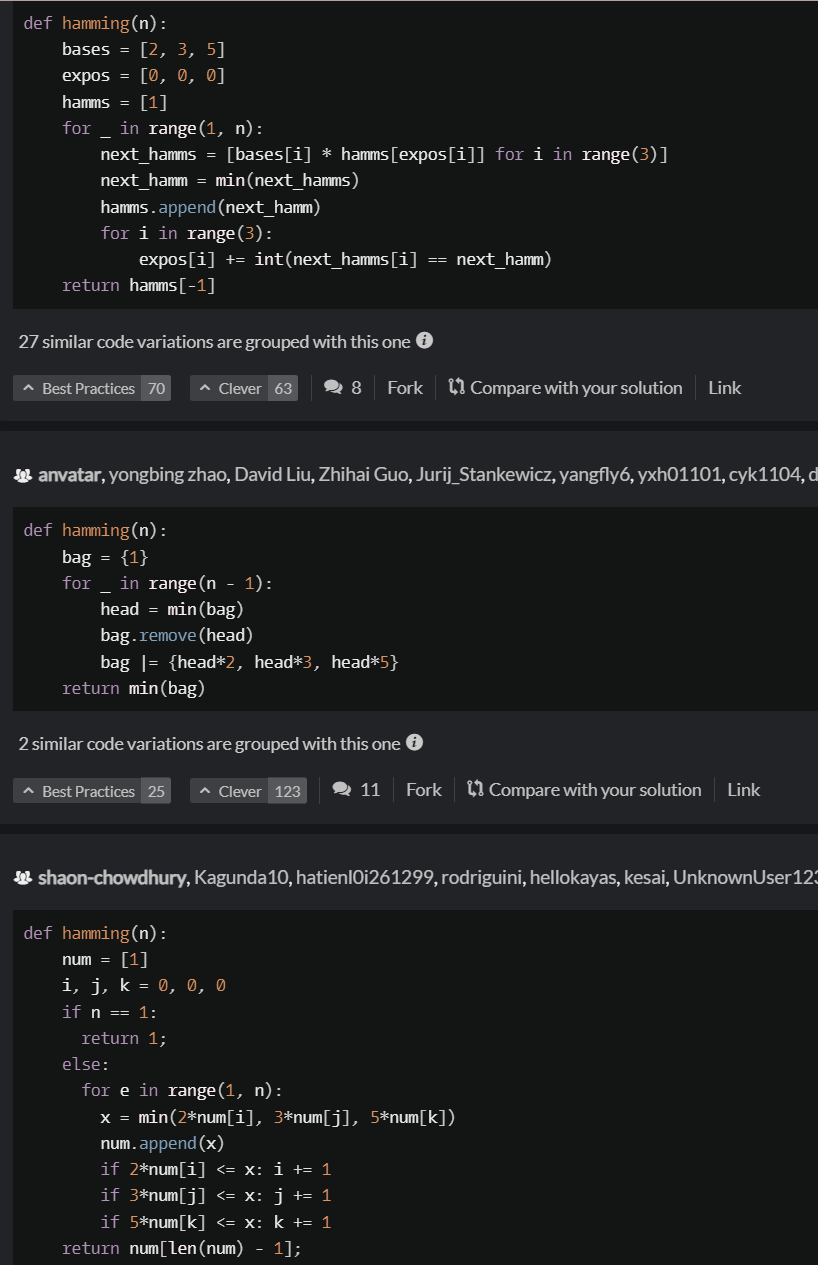 def hamming(n):
    bases = [2, 3, 5]
    expos = [0, 0, 0]
    hamms = [1]
    for _ in range(1, n):
        next_hamms = [bases[i] * hamms[expos[i]] for i in range(3)]
        next_hamm = min(next_hamms)
        hamms.append(next_hamm)
        for i in range(3):
            expos[i] += int(next_hamms[i] == next_hamm)
    return hamms[-1]
27 similar code variations are grouped with this one
Best Practices 70 Clever 63 8 Fork Compare with your solution Link
anvatar, yongbing zhao, David Liu, Zhihai Guo, Jurij_Stankewicz, yangfly6, yxh01101, cyk1104, d
def hamming(n):
    bag = {1}
    for _ in range(n - 1):
        head = min(bag)
        bag.remove(head)
        bag |= {head*2, head*3, head*5}
    return min(bag)
2 similar code variations are grouped with this one
Best Practices 25 Clever 123 11 Fork Compare with your solution Link
shaon-chowdhury, Kagunda10, hatienl0i261299, rodriguini, hellokayas, kesai, UnknownUser123
def hamming(n):
    num = [1]
    i, j, k = 0, 0, 0
    if n == 1:
      return 1;
    else:
      for e in range(1, n):
        x = min(2*num[i], 3*num[j], 5*num[k])
        num.append(x)
        if 2*num[i] <= x: i += 1
        if 3*num[j] <= x: j += 1
        if 5*num[k] <= x: k += 1
    return num[len(num) - 1];